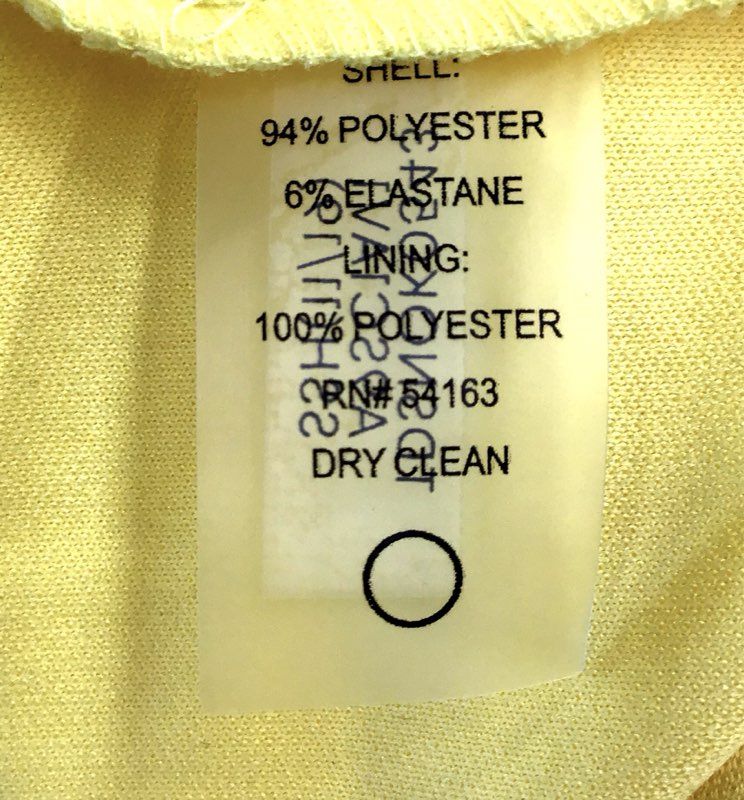 SHELL:
94% POLYESTER
6% ELASTANE
LINING:
100% POLYESTER
RN# 54163
DRY CLEAN